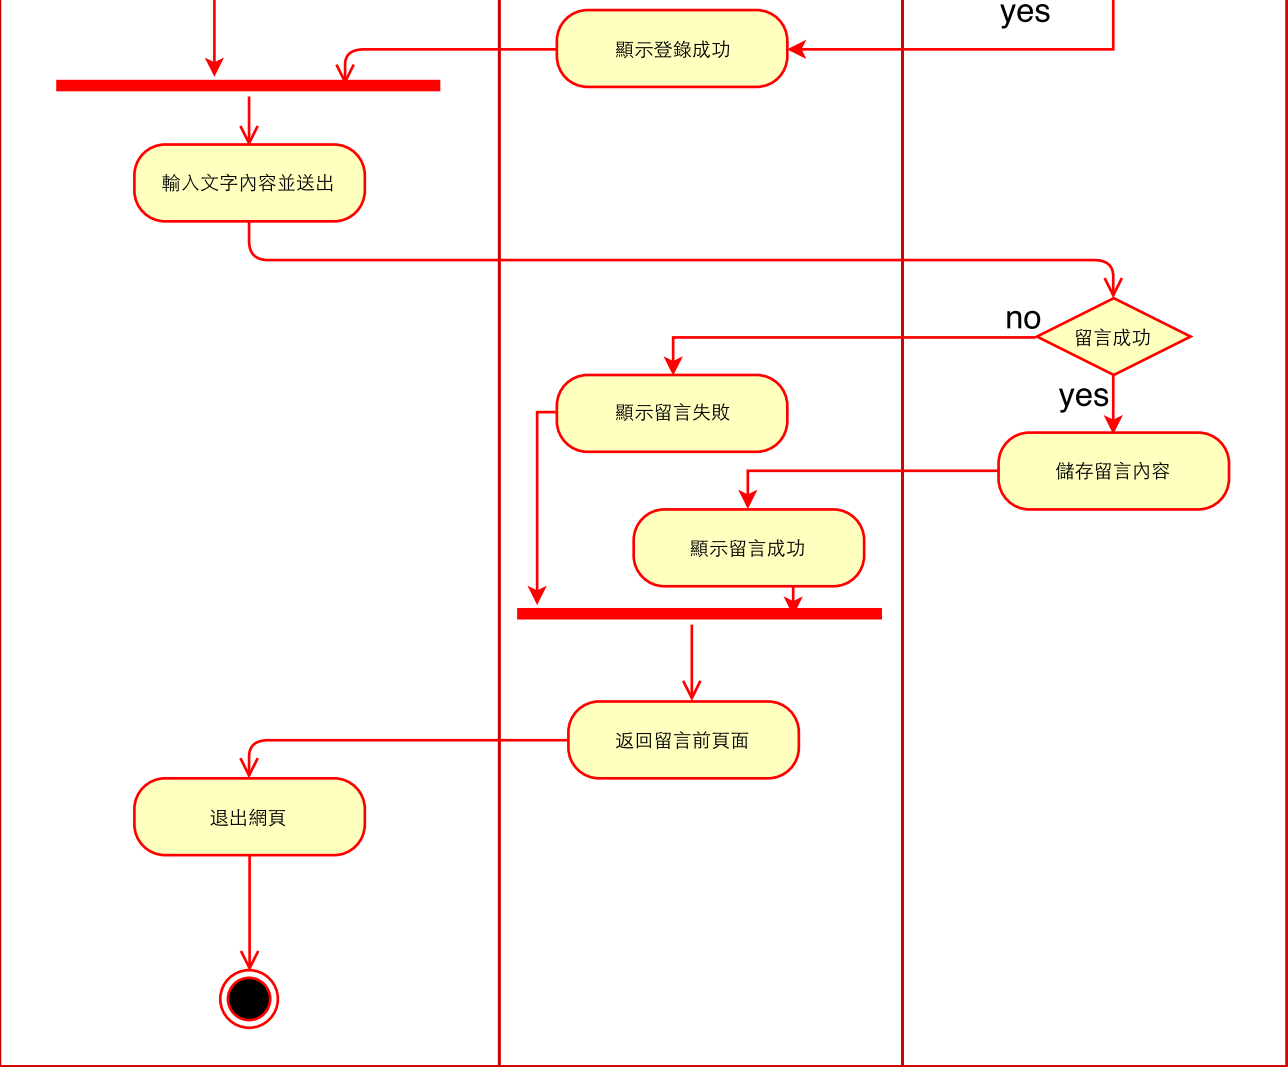 yes
顯示登錄成功
輸入文字內容並送出
no
留言成功
yes
顯示留言失敗
儲存留言內容
顯示留言成功
返回留言前頁面
退出網頁